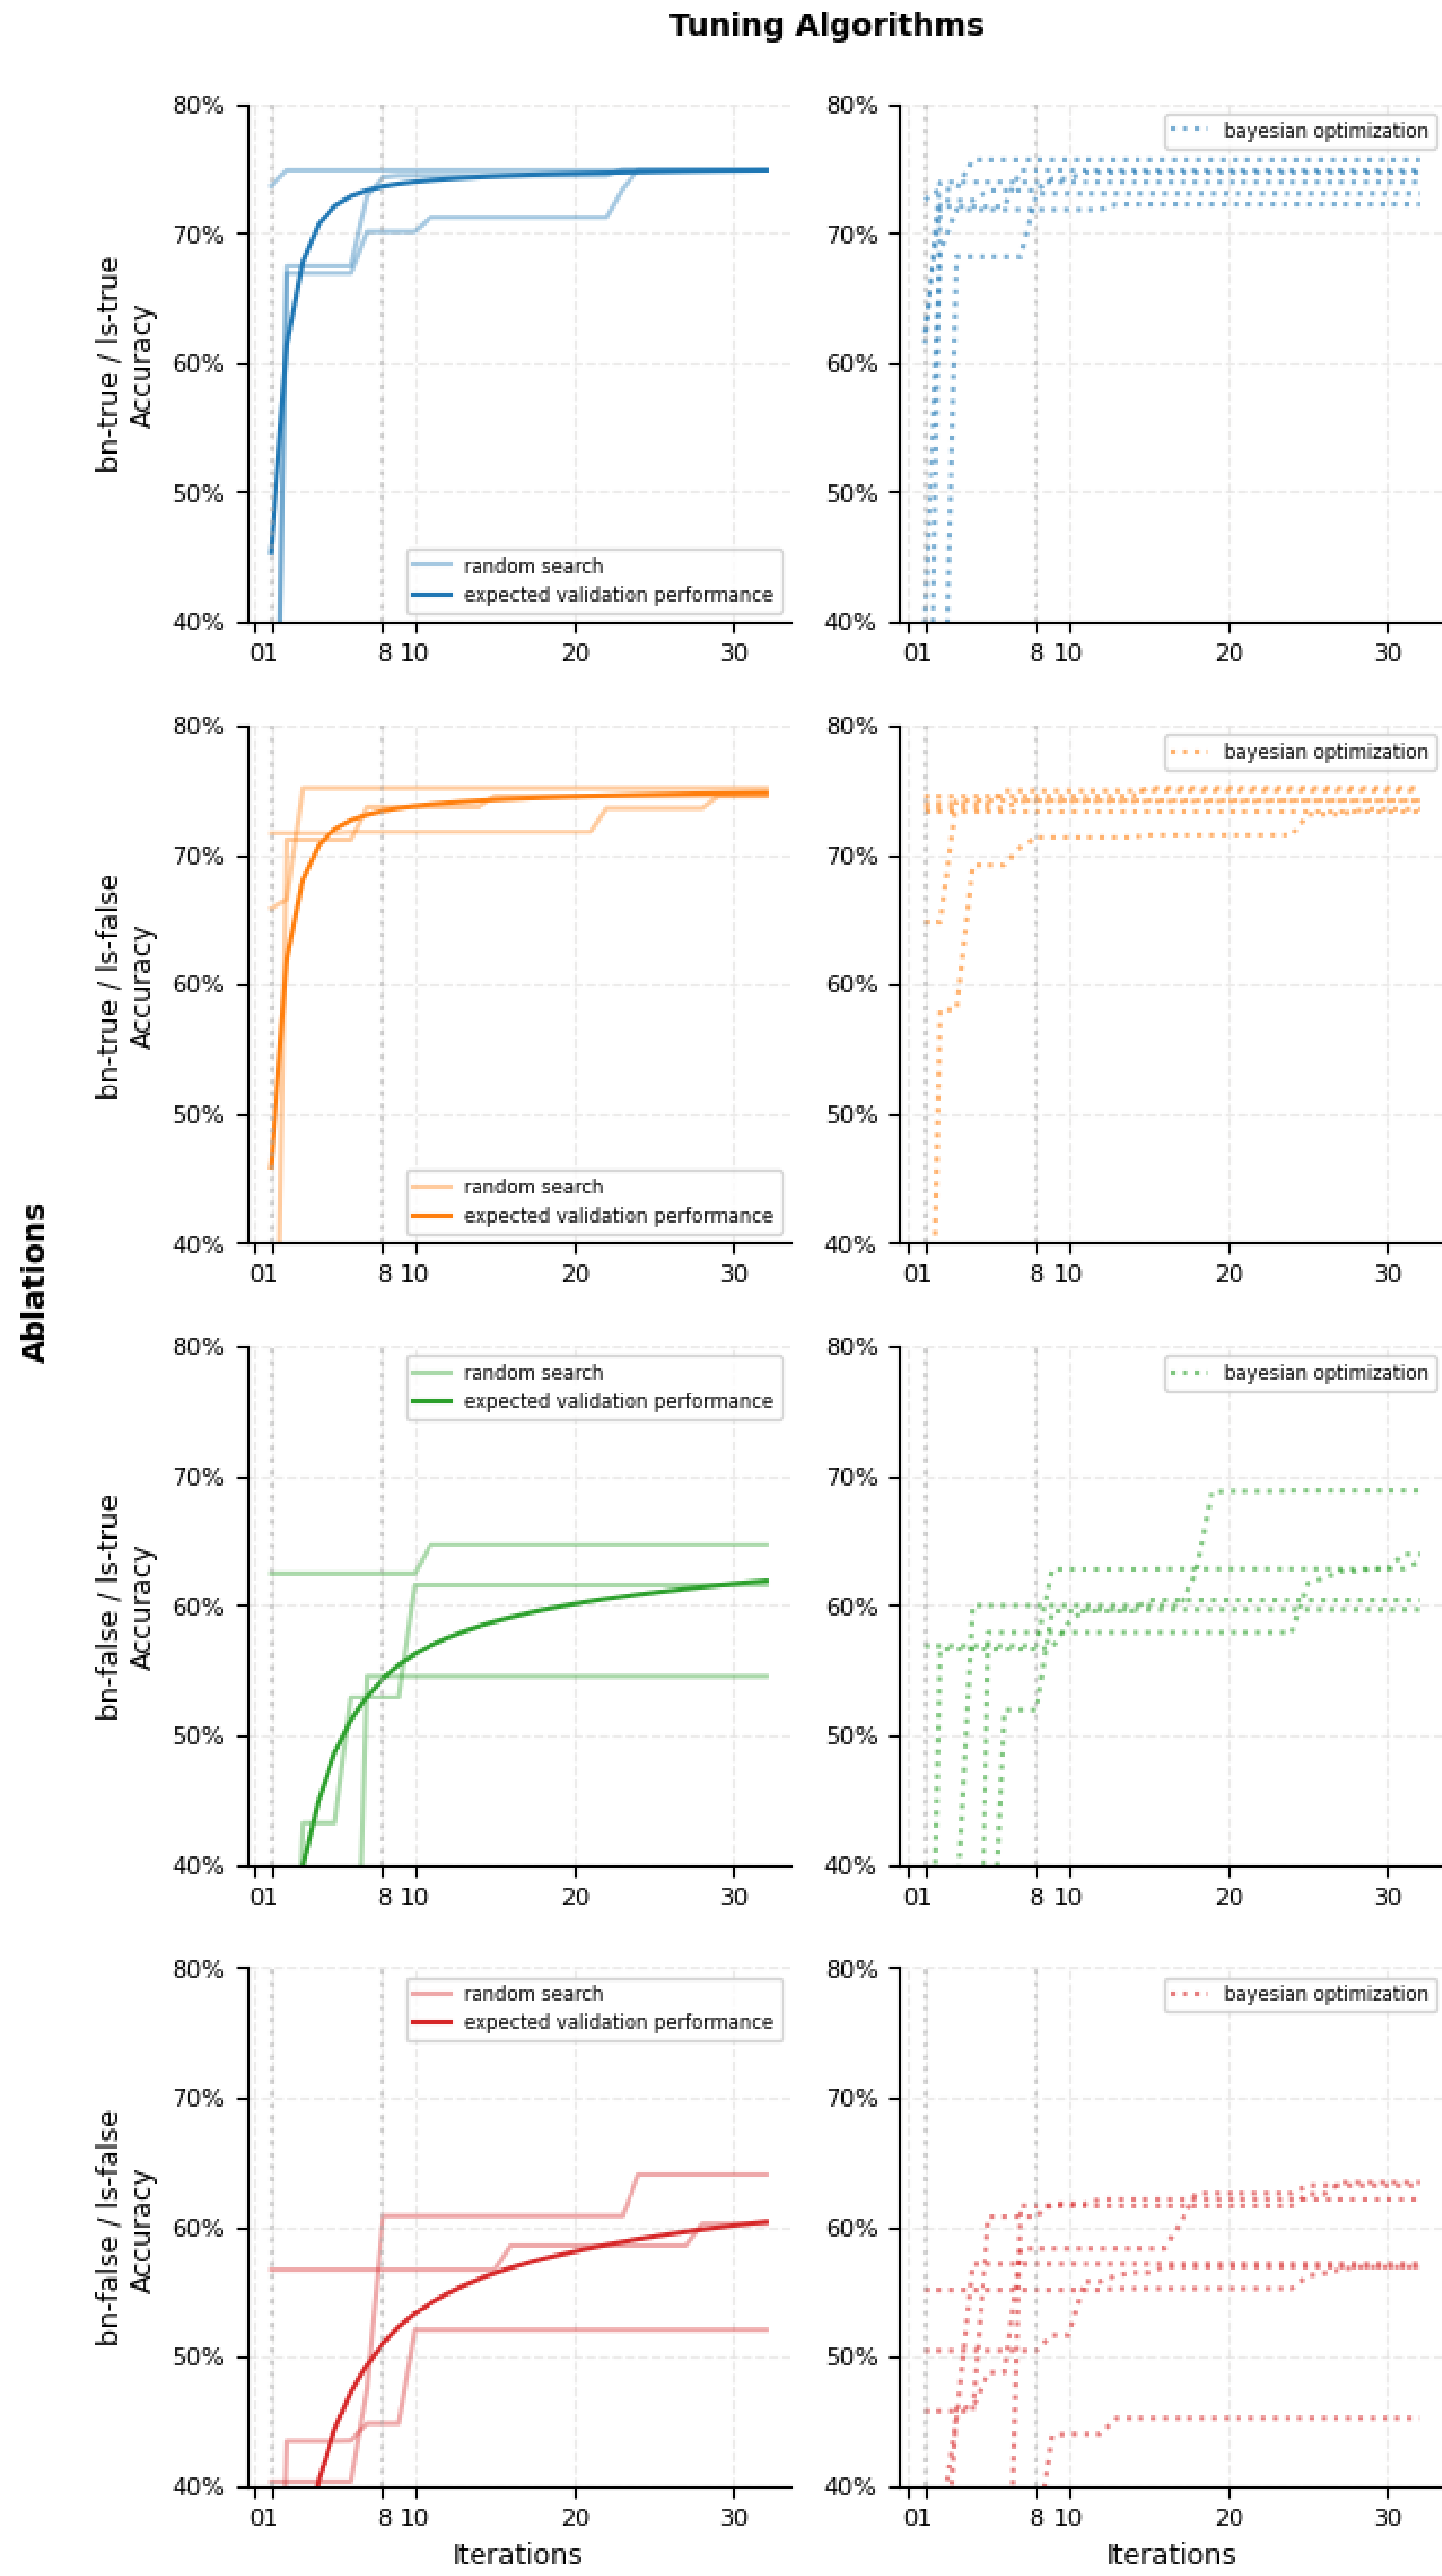 Tuning Algorithms
Ablations
bn-true / ls-true
Accuracy
80%
70%
60%
50%
40%
01 8 10 20 30
random search
expected validation performance
80%
70%
60%
50%
40%
01 8 10 20 30
bayesian optimization
bn-true / ls-false
Accuracy
80%
70%
60%
50%
40%
01 8 10 20 30
random search
expected validation performance
80%
70%
60%
50%
40%
01 8 10 20 30
bayesian optimization
bn-false / ls-true
Accuracy
80%
70%
60%
50%
40%
01 8 10 20 30
random search
expected validation performance
80%
70%
60%
50%
40%
01 8 10 20 30
bayesian optimization
bn-false / ls-false
Accuracy
80%
70%
60%
50%
40%
01 8 10 20 30
Iterations
random search
expected validation performance
80%
70%
60%
50%
40%
01 8 10 20 30
Iterations
bayesian optimization